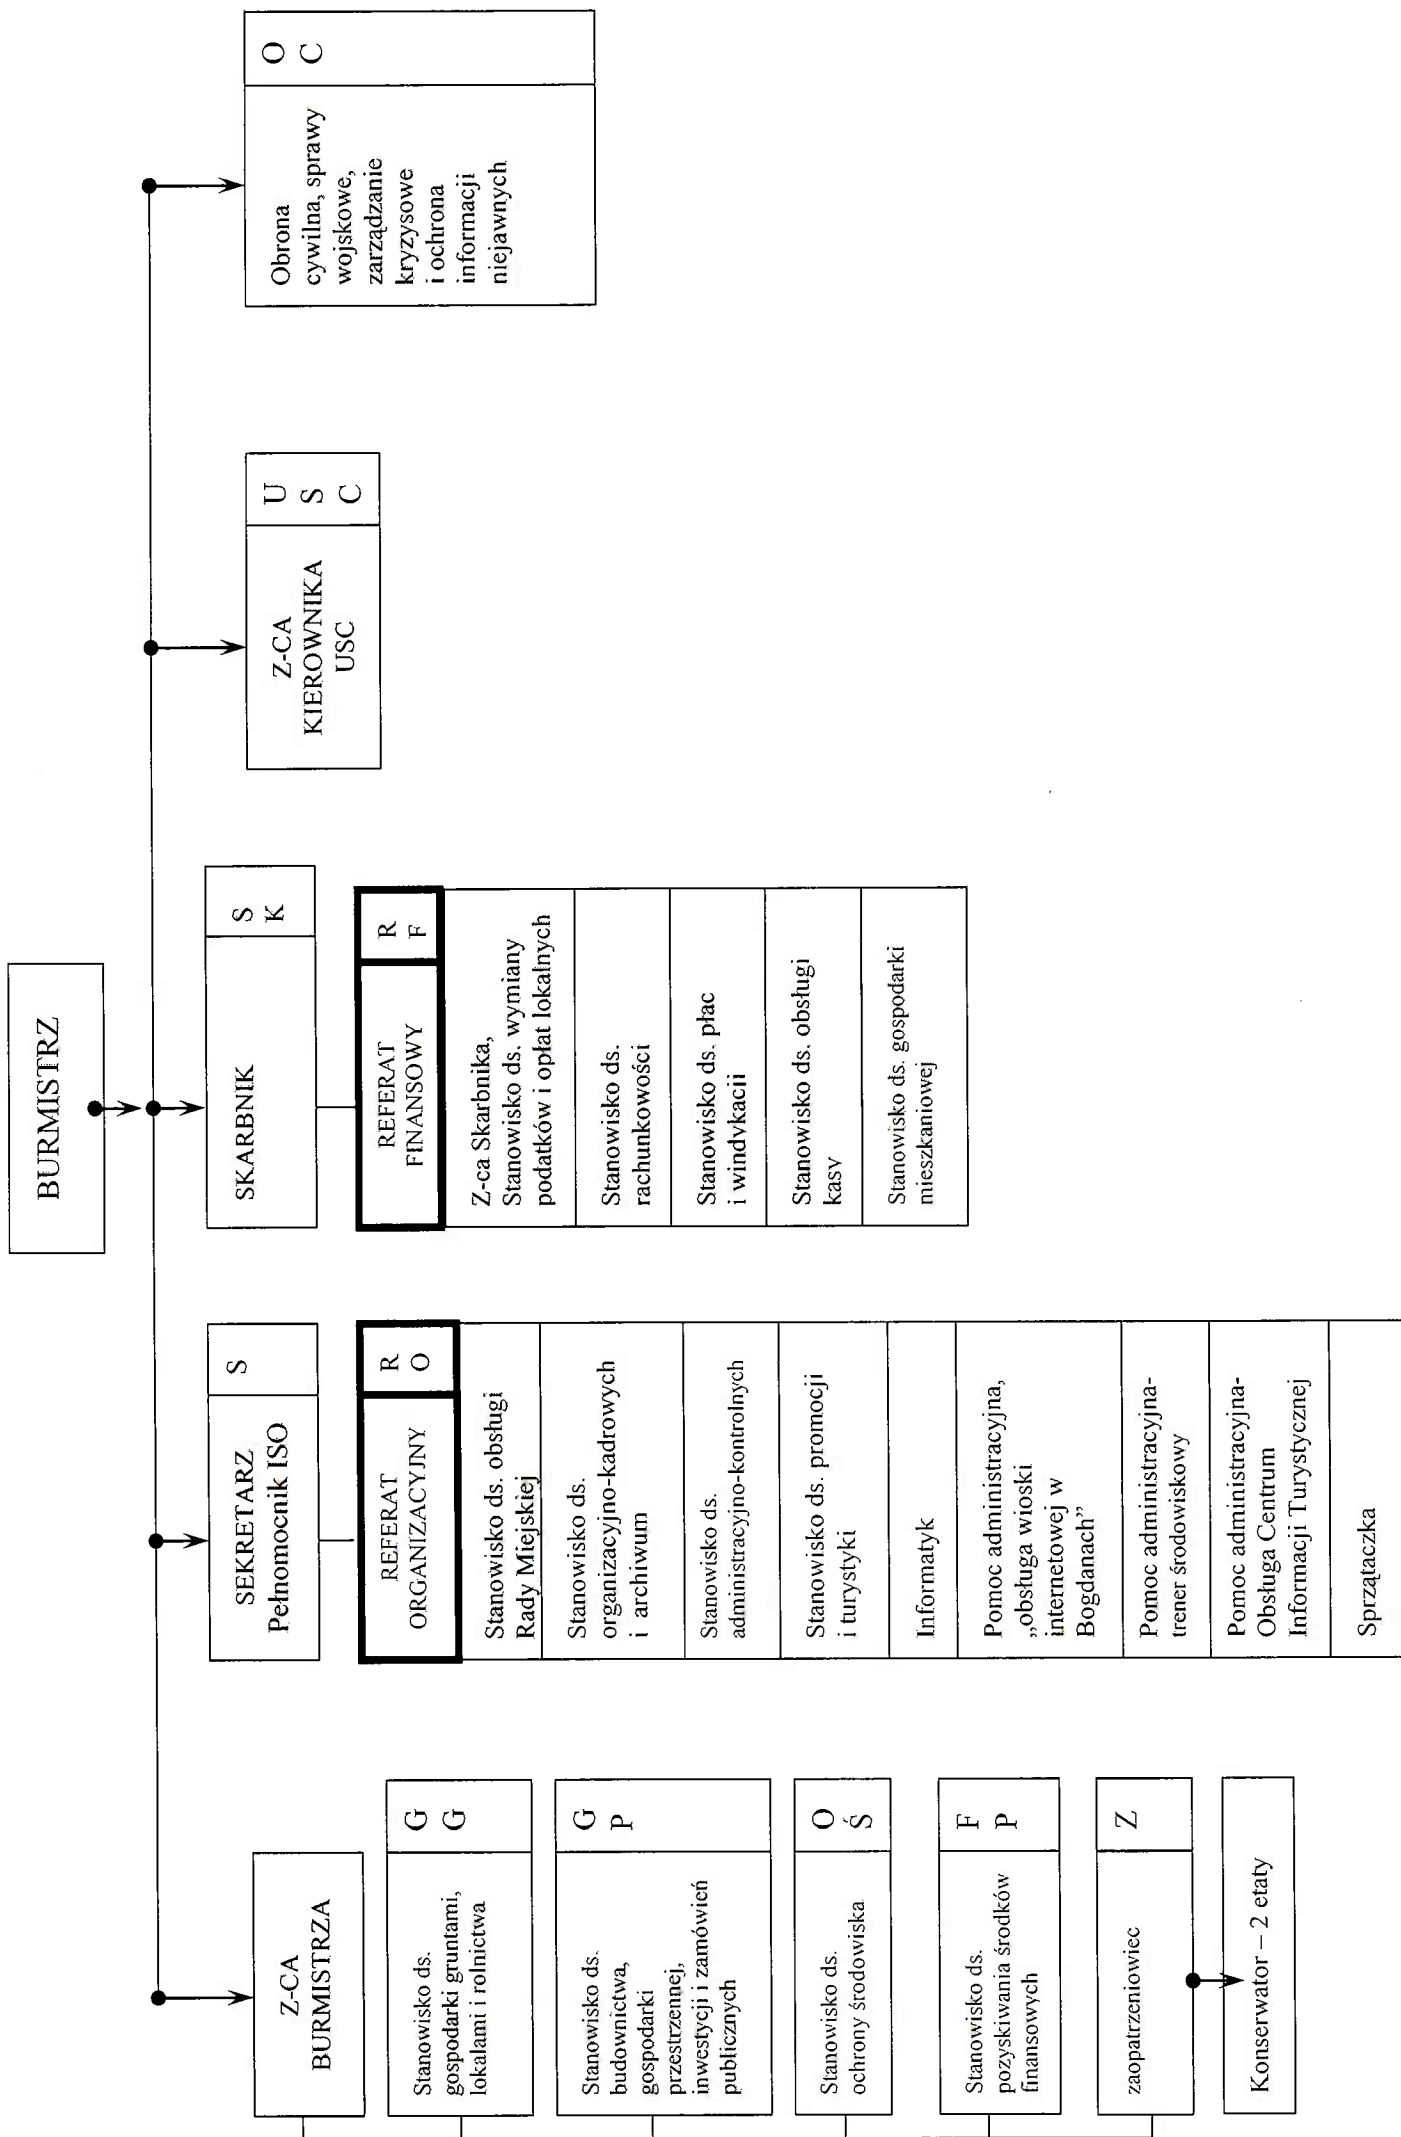 BURMISTRZ
Z-CA
BURMISTRZA
Stanowisko ds.
gospodarki gruntami,
lokalami i rolnictwa
G
G
Stanowisko ds.
budownictwa,
gospodarki
przestrzennej,
inwestycji i zamówień
publicznych
G
P
Stanowisko ds.
ochrony środowiska
O
Ś
Stanowisko ds.
pozyskiwania środków
finansowych
F
P
zaopatrzeniowiec
Z
Konserwator – 2 etaty
SEKRETARZ
Pełnomocnik ISO
S
REFERAT
ORGANIZACYJNY
R
O
Stanowisko ds. obsługi
Rady Miejskiej
Stanowisko ds.
organizacyjno-kadrowych
i archiwum
Stanowisko ds.
administracyjno-kontrolnych
Stanowisko ds. promocji
i turystyki
Informatyk
Pomoc administracyjna,
„obsługa wioski
internetowej w
Bogdanach”
Pomoc administracyjna-
trener środowiskowy
Pomoc administracyjna-
Obsługa Centrum
Informacji Turystycznej
Sprzątaczka
SKARBNIK
S
K
REFERAT
FINANSOWY
R
F
Z-ca Skarbnika,
Stanowisko ds. wymiany
podatków i opłat lokalnych
Stanowisko ds.
rachunkowości
Stanowisko ds. płac
i windykacji
Stanowisko ds. obsługi
kasy
Stanowisko ds. gospodarki
mieszkaniowej
Z-CA
KIEROWNIKA
USC
U
S
C
Obrona
cywilna, sprawy
wojskowe,
zarządzanie
kryzysowe
i ochrona
informacji
niejawnych
O
C